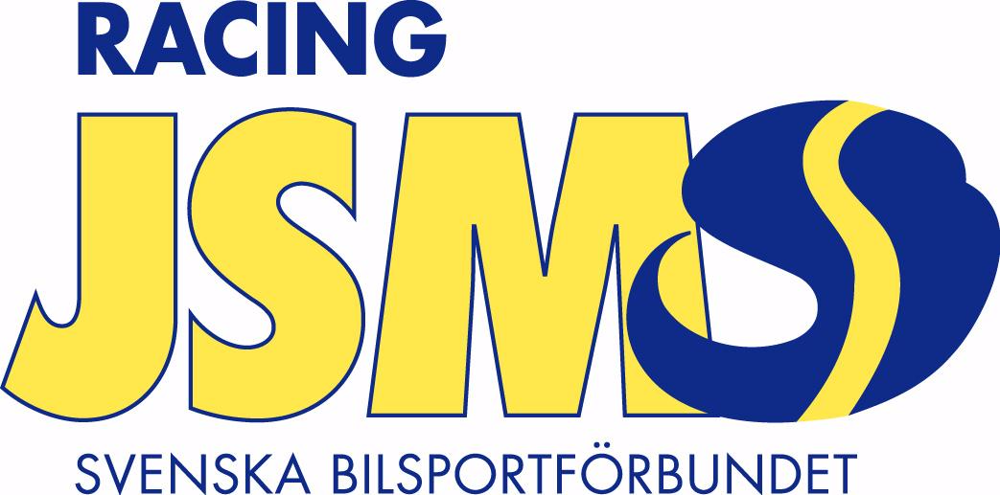 RACING
JSM
SVENSKA BILSPORTFÖRBUNDET